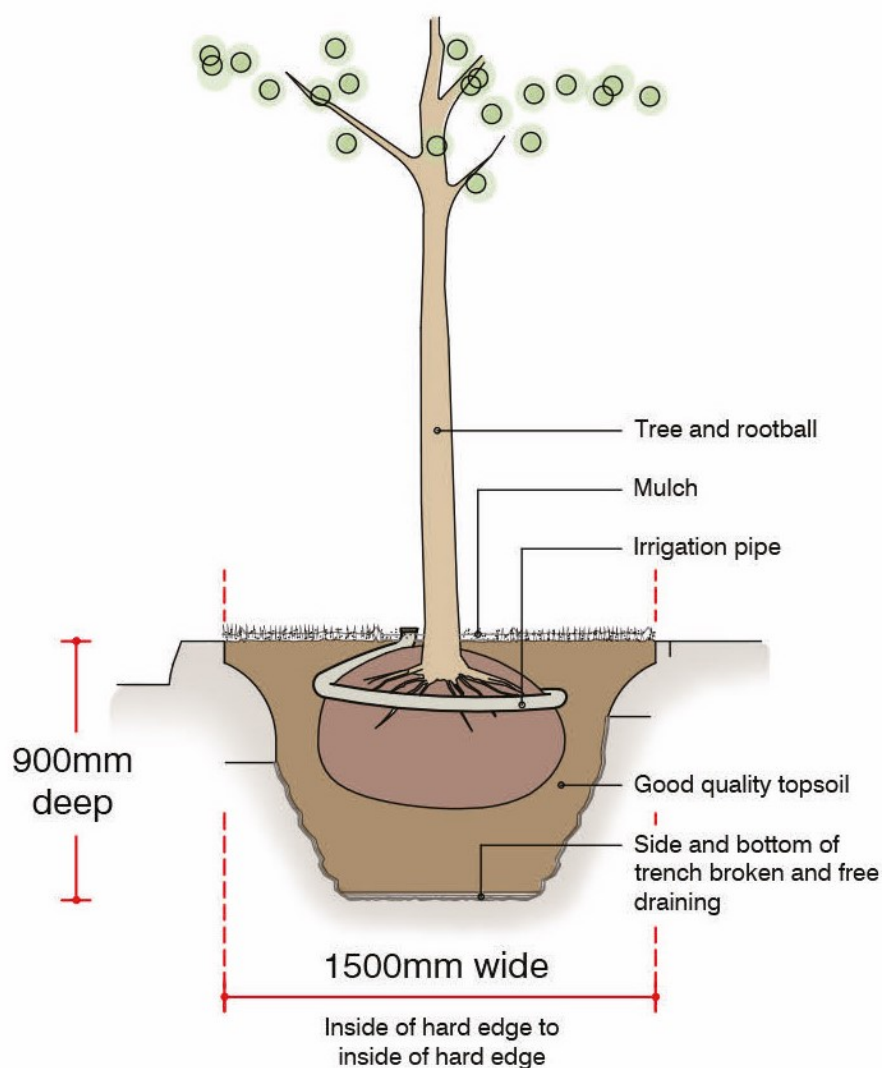 Tree and rootball
Mulch
Irrigation pipe
900mm
deep
Good quality topsoil
Side and bottom of
trench broken and free
draining
1500mm wide
Inside of hard edge to
inside of hard edge